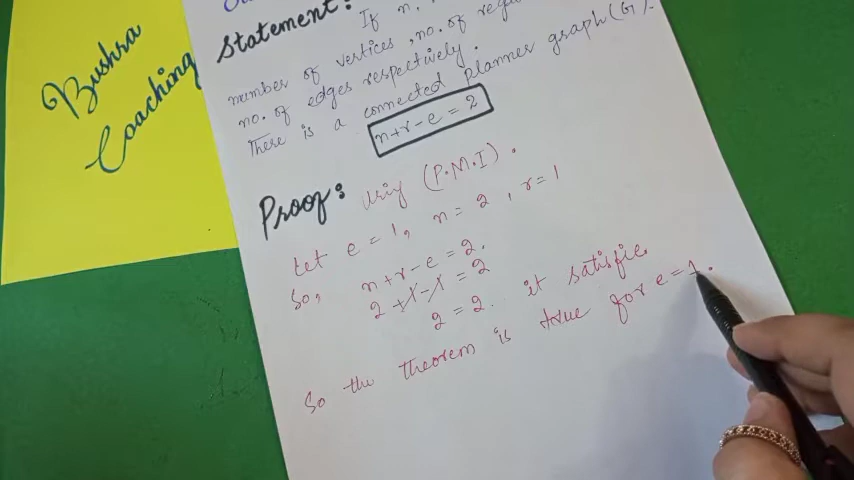 Bushra
Coaching
Statement:
If n.
number of vertices, no. of regi
no. of edges respectively.
There is a connected planner graph (G).
n+r-e=2
Proof: Using (P.M.I).
Let e=1, n=2, r=1
So, n+r-e=2.
2+1-1=2
2=2. it satisfie.
So the theorem is true for e=1.